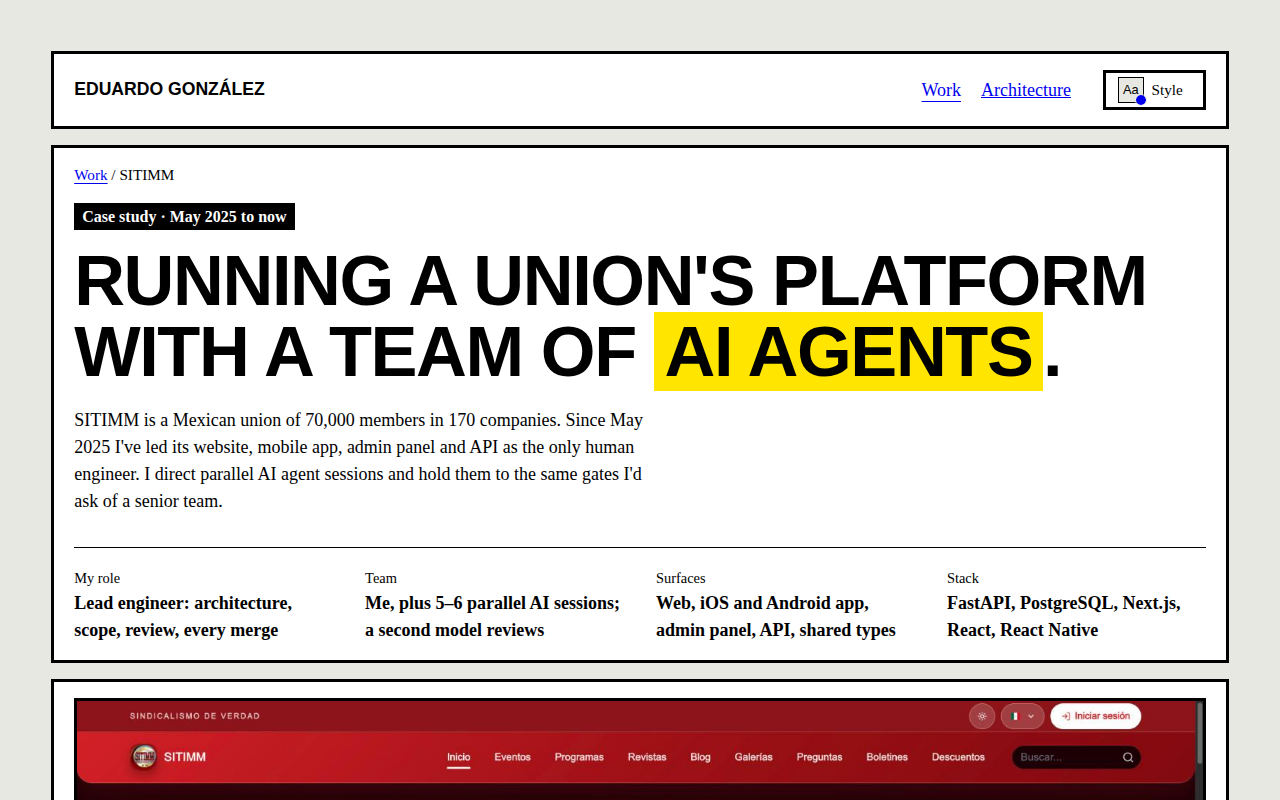 EDUARDO GONZÁLEZ
Work
Architecture
Aa
Style
Work / SITIMM
Case study · May 2025 to now
RUNNING A UNION'S PLATFORM
WITH A TEAM OF AI AGENTS.
SITIMM is a Mexican union of 70,000 members in 170 companies. Since May
2025 I've led its website, mobile app, admin panel and API as the only human
engineer. I direct parallel AI agent sessions and hold them to the same gates I'd
ask of a senior team.
My role
Lead engineer: architecture,
scope, review, every merge
Team
Me, plus 5–6 parallel AI sessions;
a second model reviews
Surfaces
Web, iOS and Android app,
admin panel, API, shared types
Stack
FastAPI, PostgreSQL, Next.js,
React, React Native
SINDICALISMO DE VERDAD
Iniciar sesión
SITIMM
SITIMM
Inicio
Eventos
Programas
Revistas
Blog
Galerías
Preguntas
Boletines
Descuentos
Buscar...